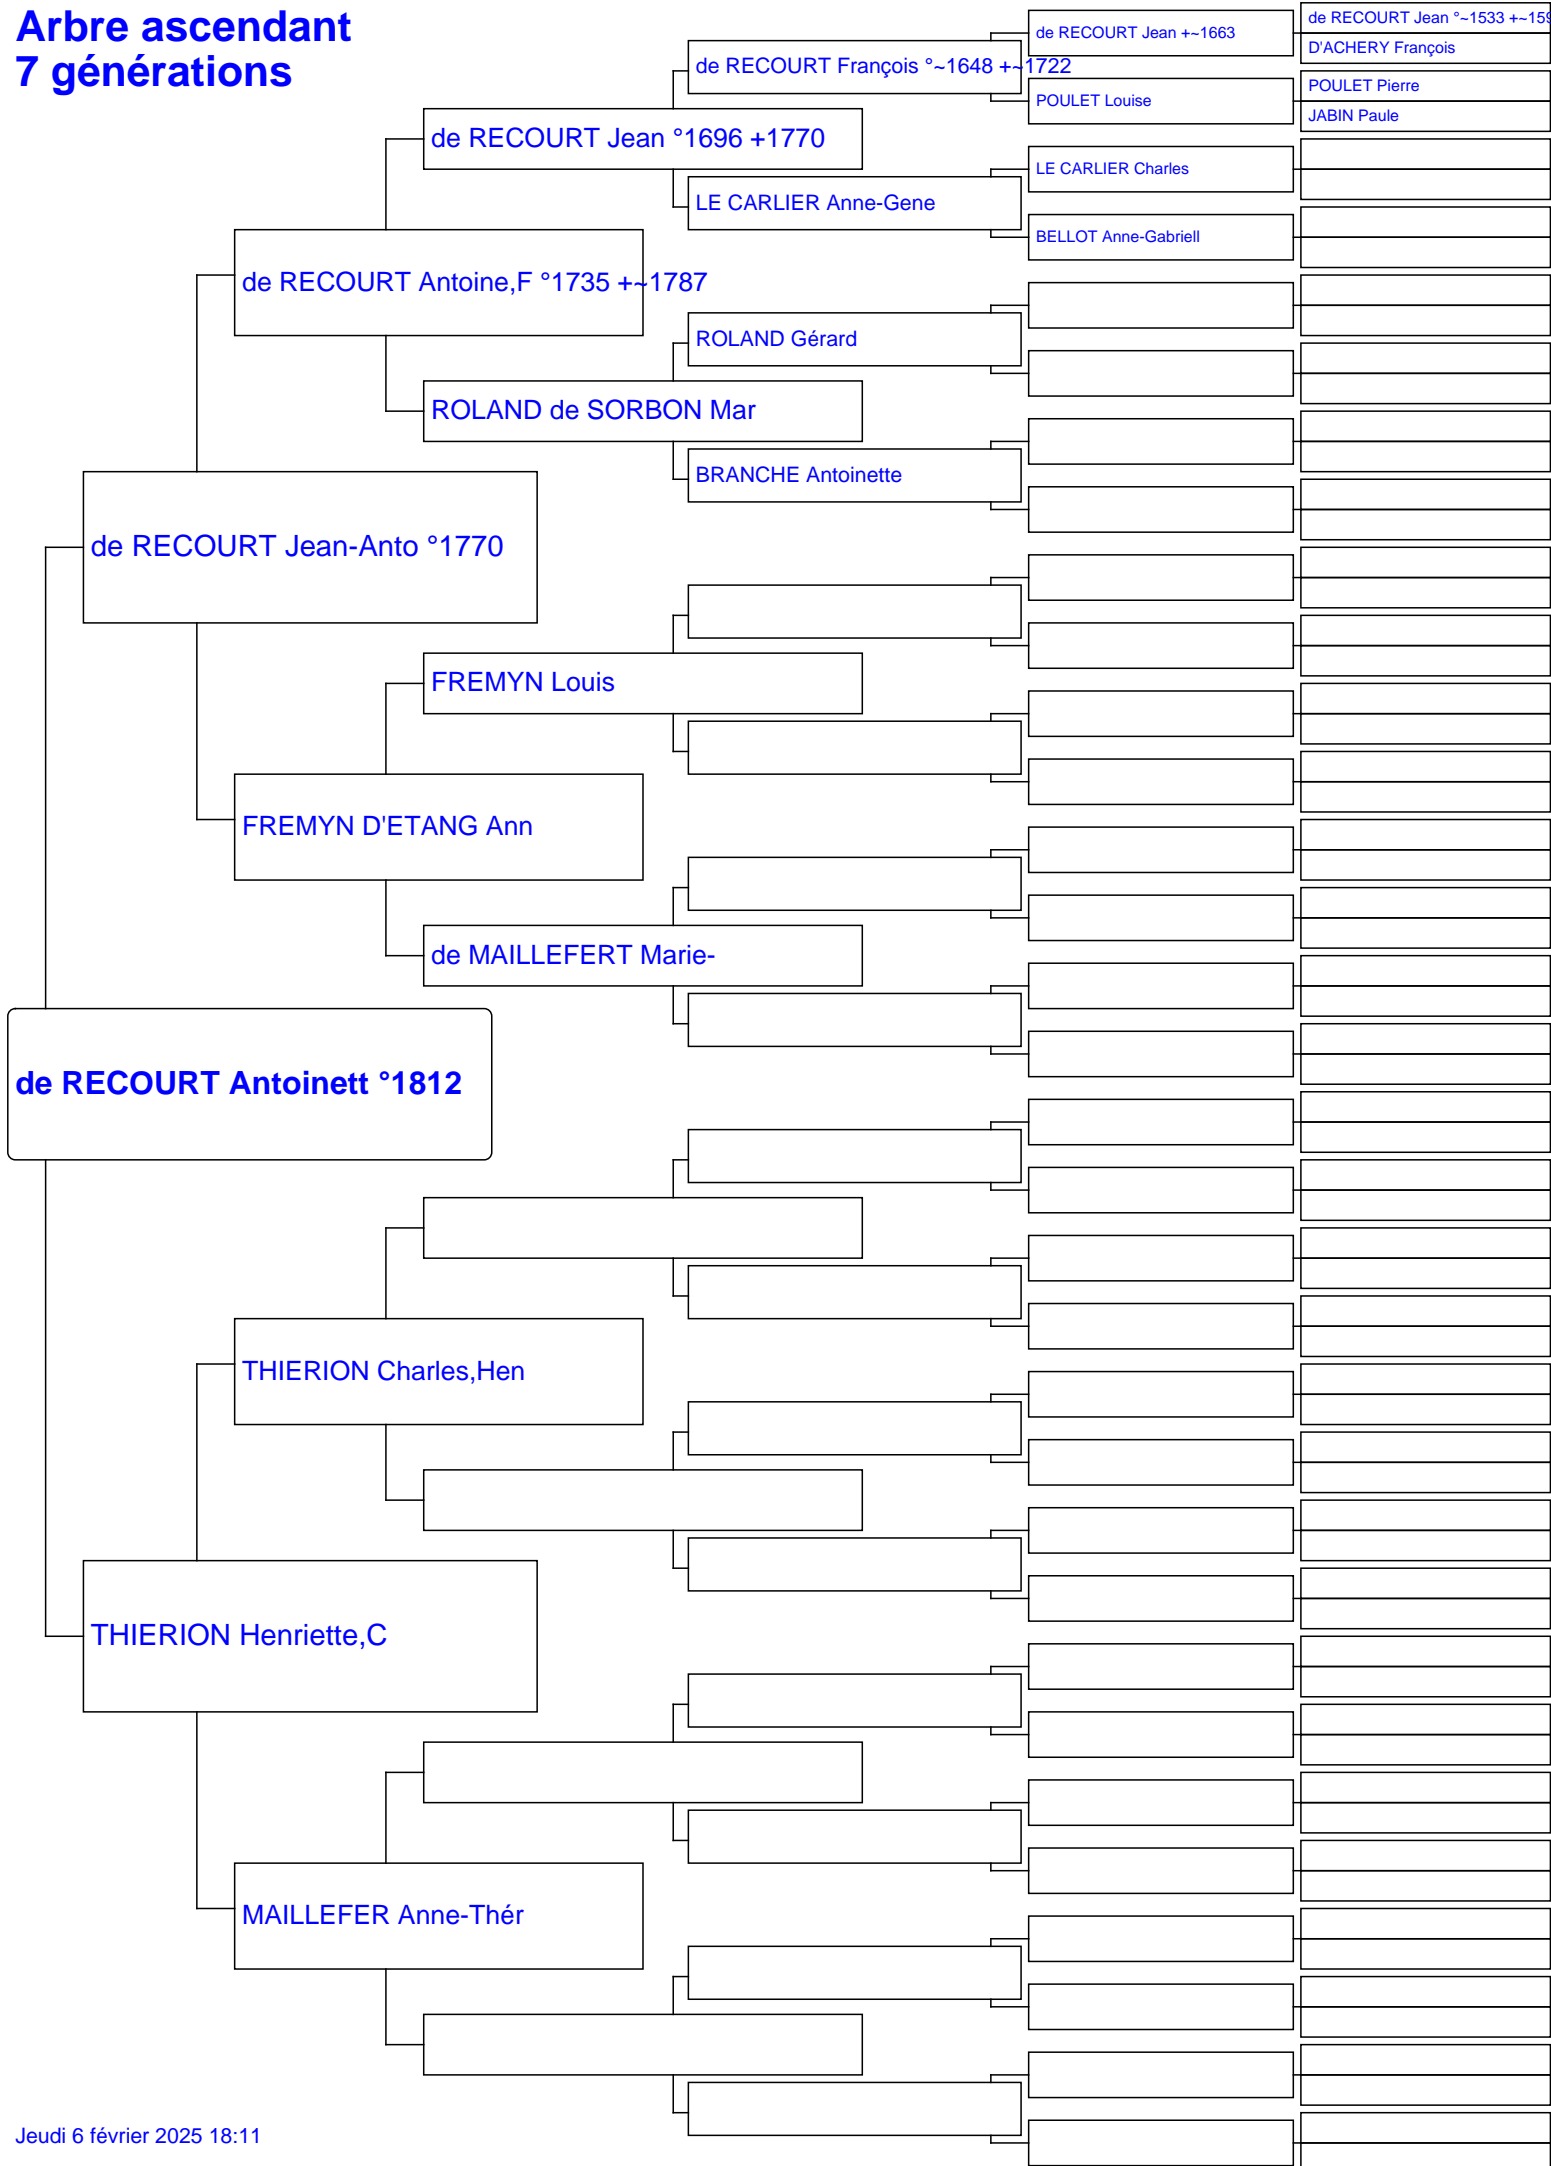 Arbre ascendant
7 générations
de RECOURT Jean °~1533 +~159
de RECOURT Jean +~1663
D'ACHERY François
de RECOURT François °~1648 +~1722
POULET Pierre
POULET Louise
JABIN Paule
de RECOURT Jean °1696 +1770
LE CARLIER Charles
LE CARLIER Anne-Gene
BELLOT Anne-Gabriell
de RECOURT Antoine,F °1735 +~1787
ROLAND Gérard
ROLAND de SORBON Mar
BRANCHE Antoinette
de RECOURT Jean-Anto °1770
FREMYN Louis
FREMYN D'ETANG Ann
de MAILLEFERT Marie-
de RECOURT Antoinett °1812
THIERION Charles,Hen
THIERION Henriette,C
MAILLEFER Anne-Thér
Jeudi 6 février 2025 18:11